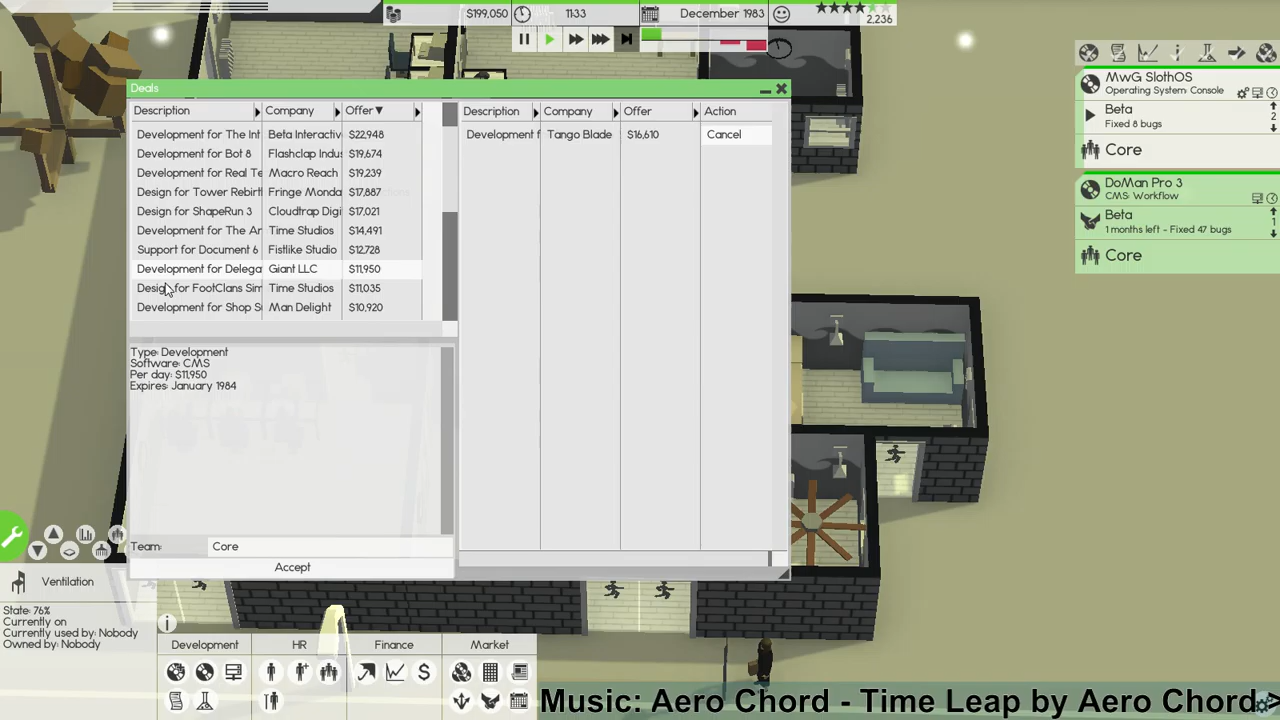 $199,050
11:33
December 1983
2,236
Deals
Description Company Offer▼
Development for The Int Beta Interactiv $22,948
Development for Bot 8 Flashclap Indus $19,674
Development for Real Te Macro Reach $19,239
Design for Tower Rebirt Fringe Monda $17,887
Design for ShapeRun 3 Cloudtrap Digi $17,021
Development for The Ar Time Studios $14,491
Support for Document 6 Fistlike Studio $12,728
Development for Delega Giant LLC $11,950
Design for FootClans Sim Time Studios $11,035
Development for Shop S Man Delight $10,920
Type: Development
Software: CMS
Per day: $11,950
Expires: January 1984
Team: Core
Accept
Description Company Offer Action
Development f Tango Blade $16,610 Cancel
MwG SlothOS
Operating System: Console
Beta
Fixed 8 bugs
Core
DoMan Pro 3
CMS: Workflow
Beta
1 months left - Fixed 47 bugs
1
Core
Ventilation
State: 76%
Currently on
Currently used by: Nobody
Owned by: Nobody
Development HR Finance Market
Music: Aero Chord - Time Leap by Aero Chord